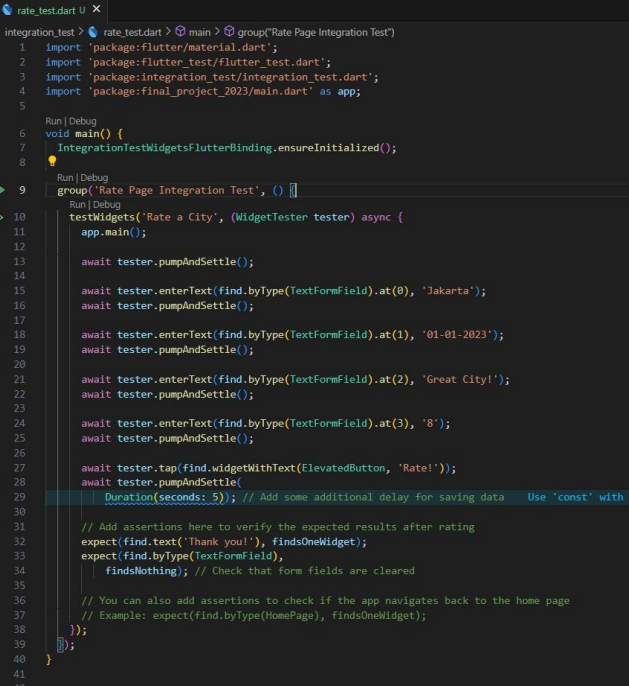 rate_test.dart U X
integration_test > rate_test.dart > main > group("Rate Page Integration Test")
1 import 'package:flutter/material.dart';
2 import 'package:flutter_test/flutter_test.dart';
3 import 'package:integration_test/integration_test.dart';
4 import 'package:final_project_2023/main.dart' as app;
5
Run | Debug
6 void main() {
7 IntegrationTestWidgetsFlutterBinding.ensureInitialized();
8
Run | Debug
9 group('Rate Page Integration Test', () {
Run | Debug
10 testWidgets('Rate a City', (WidgetTester tester) async {
11 app.main();
12
13 await tester.pumpAndSettle();
14
15 await tester.enterText(find.byType(TextFormField).at(0), 'Jakarta');
16 await tester.pumpAndSettle();
17
18 await tester.enterText(find.byType(TextFormField).at(1), '01-01-2023');
19 await tester.pumpAndSettle();
20
21 await tester.enterText(find.byType(TextFormField).at(2), 'Great City!');
22 await tester.pumpAndSettle();
23
24 await tester.enterText(find.byType(TextFormField).at(3), '8');
25 await tester.pumpAndSettle();
26
27 await tester.tap(find.widgetWithText(ElevatedButton, 'Rate!'));
28 await tester.pumpAndSettle(
29 Duration(seconds: 5)); // Add some additional delay for saving data Use 'const' with
30
31 // Add assertions here to verify the expected results after rating
32 expect(find.text('Thank you!'), findsOneWidget);
33 expect(find.byType(TextFormField),
34 findsNothing); // Check that form fields are cleared
35
36 // You can also add assertions to check if the app navigates back to the home page
37 // Example: expect(find.byType(HomePage), findsOneWidget);
38 });
39 });
40 }
41